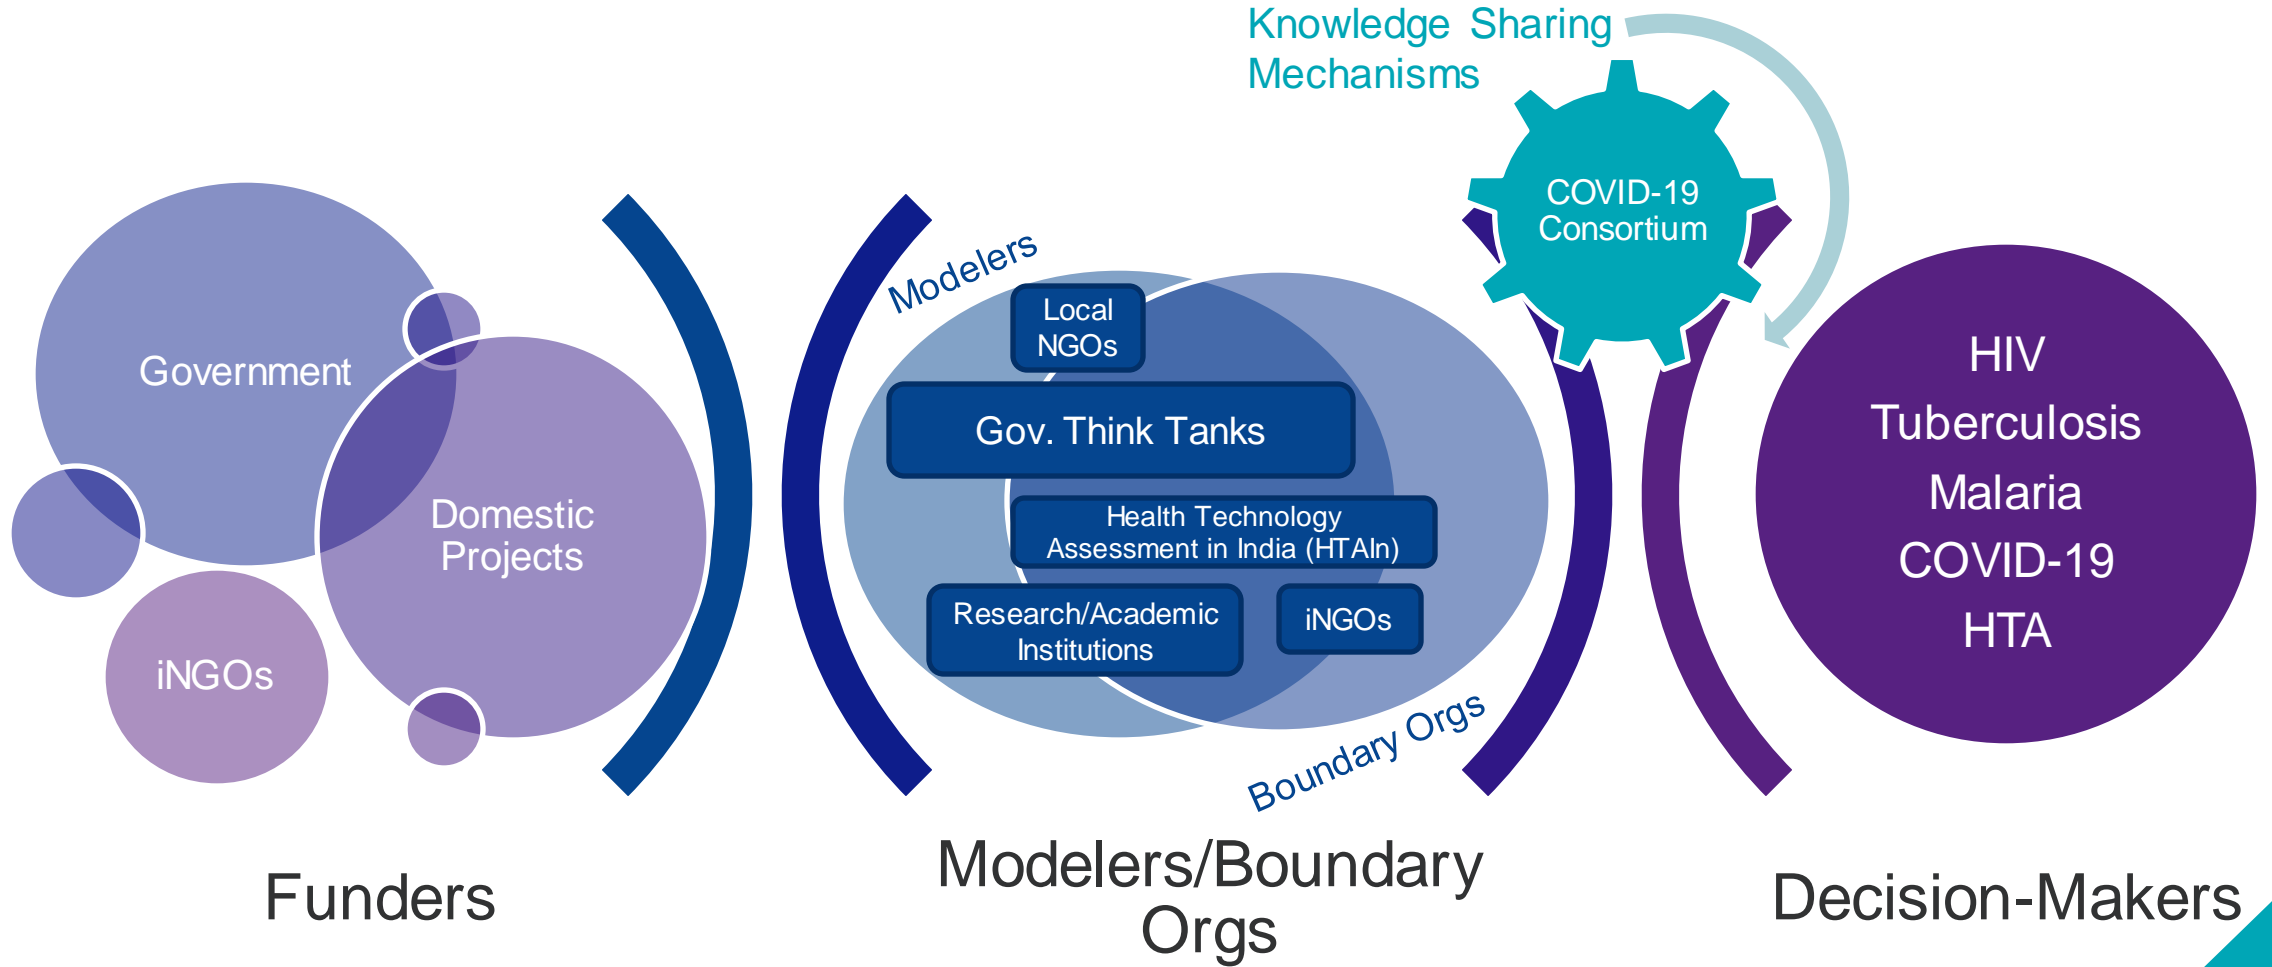 Knowledge Sharing
Mechanisms
COVID-19
Consortium
Government
Domestic
Projects
iNGOs
Modelers
Local
NGOs
Gov. Think Tanks
Health Technology
Assessment in India (HTAIn)
Research/Academic
Institutions
iNGOs
Boundary Orgs
HIV
Tuberculosis
Malaria
COVID-19
HTA
Funders
Modelers/Boundary
Orgs
Decision-Makers